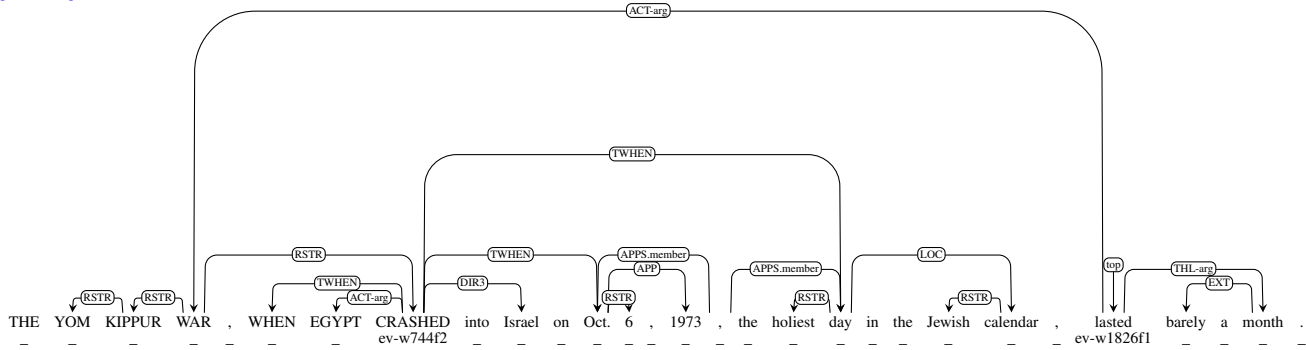 ACT-arg
TWHEN
RSTR TWHEN APPS.member LOC
APP APPS.member top THL-arg
TWHEN DIR3 EXT
RSTR RSTR ACT-arg RSTR RSTR RSTR
THE YOM KIPPUR WAR , WHEN EGYPT CRASHED into Israel on Oct. 6 , 1973 , the holiest day in the Jewish calendar , lasted barely a month .
_ _ _ _ _ _ _ ev-w744f2 _ _ _ _ _ _ _ _ _ _ _ _ _ _ _ _ ev-w1826f1 _ _ _ _